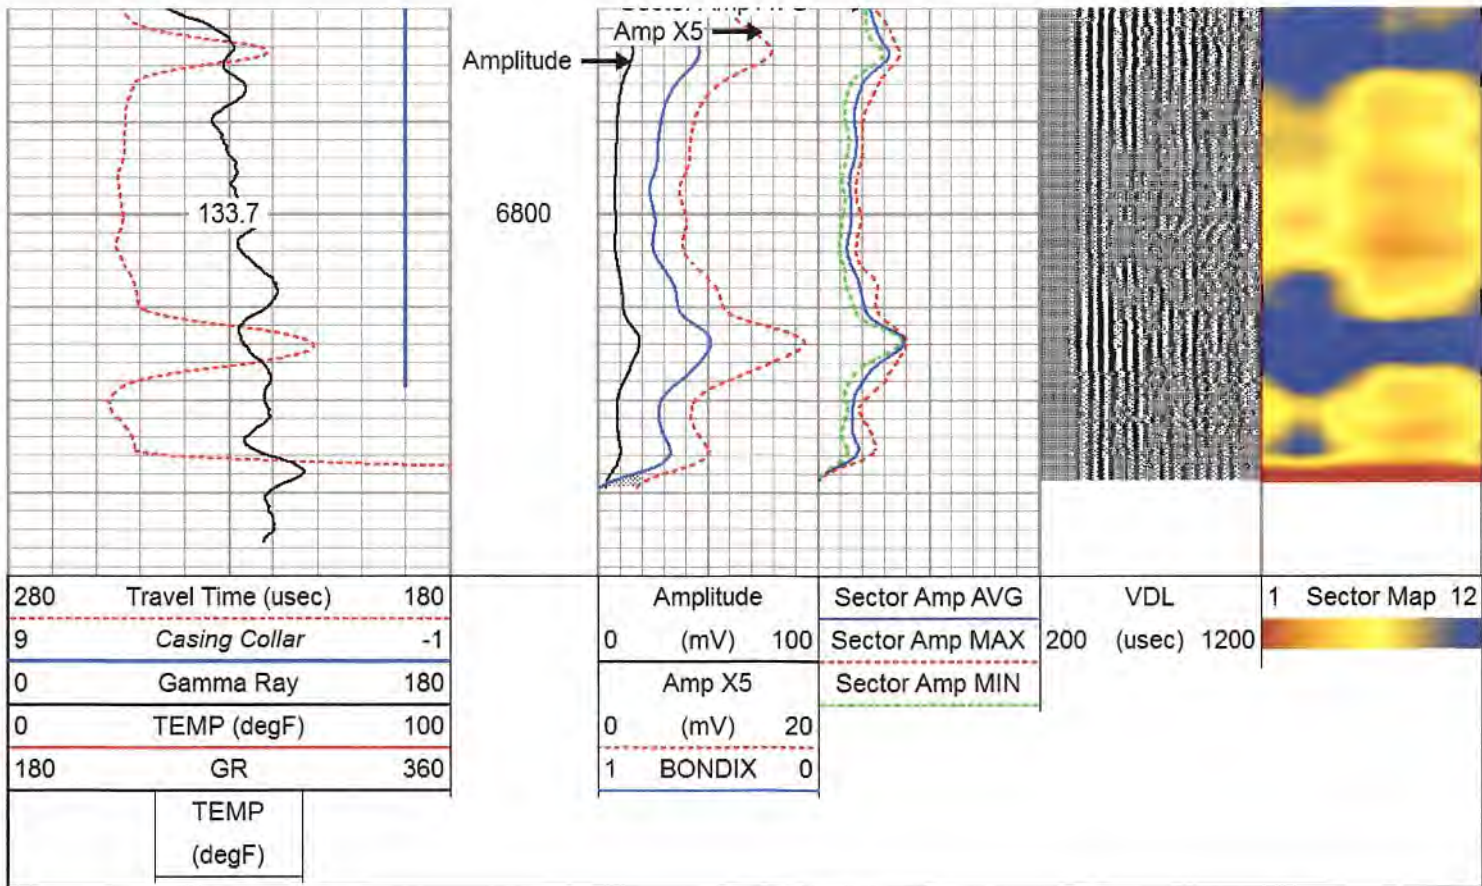 Amp X5
Amplitude
133.7
6800
280 Travel Time (usec) 180
9 Casing Collar -1
0 Gamma Ray 180
0 TEMP (degF) 100
180 GR 360
TEMP
(degF)
Amplitude
0 (mV) 100
Amp X5
0 (mV) 20
1 BONDIX 0
Sector Amp AVG
Sector Amp MAX
Sector Amp MIN
VDL
200 (usec) 1200
1 Sector Map 12